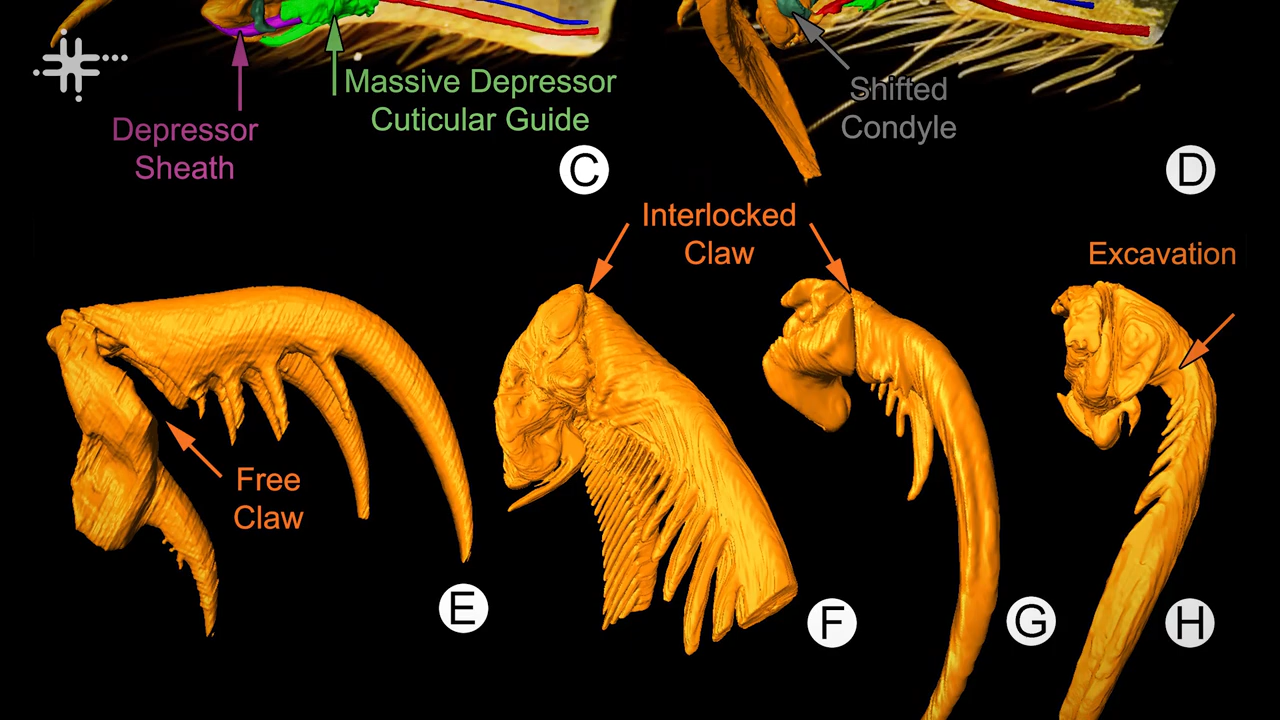 Massive Depressor
Cuticular Guide
Depressor
Sheath
C
Shifted
Condyle
D
Interlocked
Claw
Excavation
Free
Claw
E
F
G
H